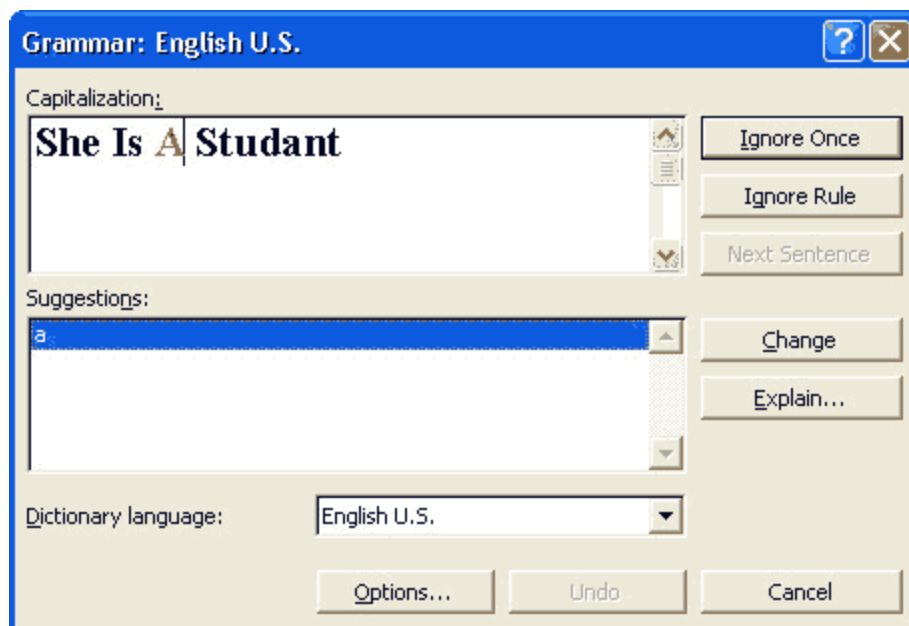 Grammar: English U.S.
Capitalization:
She Is A Studant
Ignore Once
Ignore Rule
Next Sentence
Suggestions:
a
Change
Explain...
Dictionary language:
English U.S.
Options...
Undo
Cancel